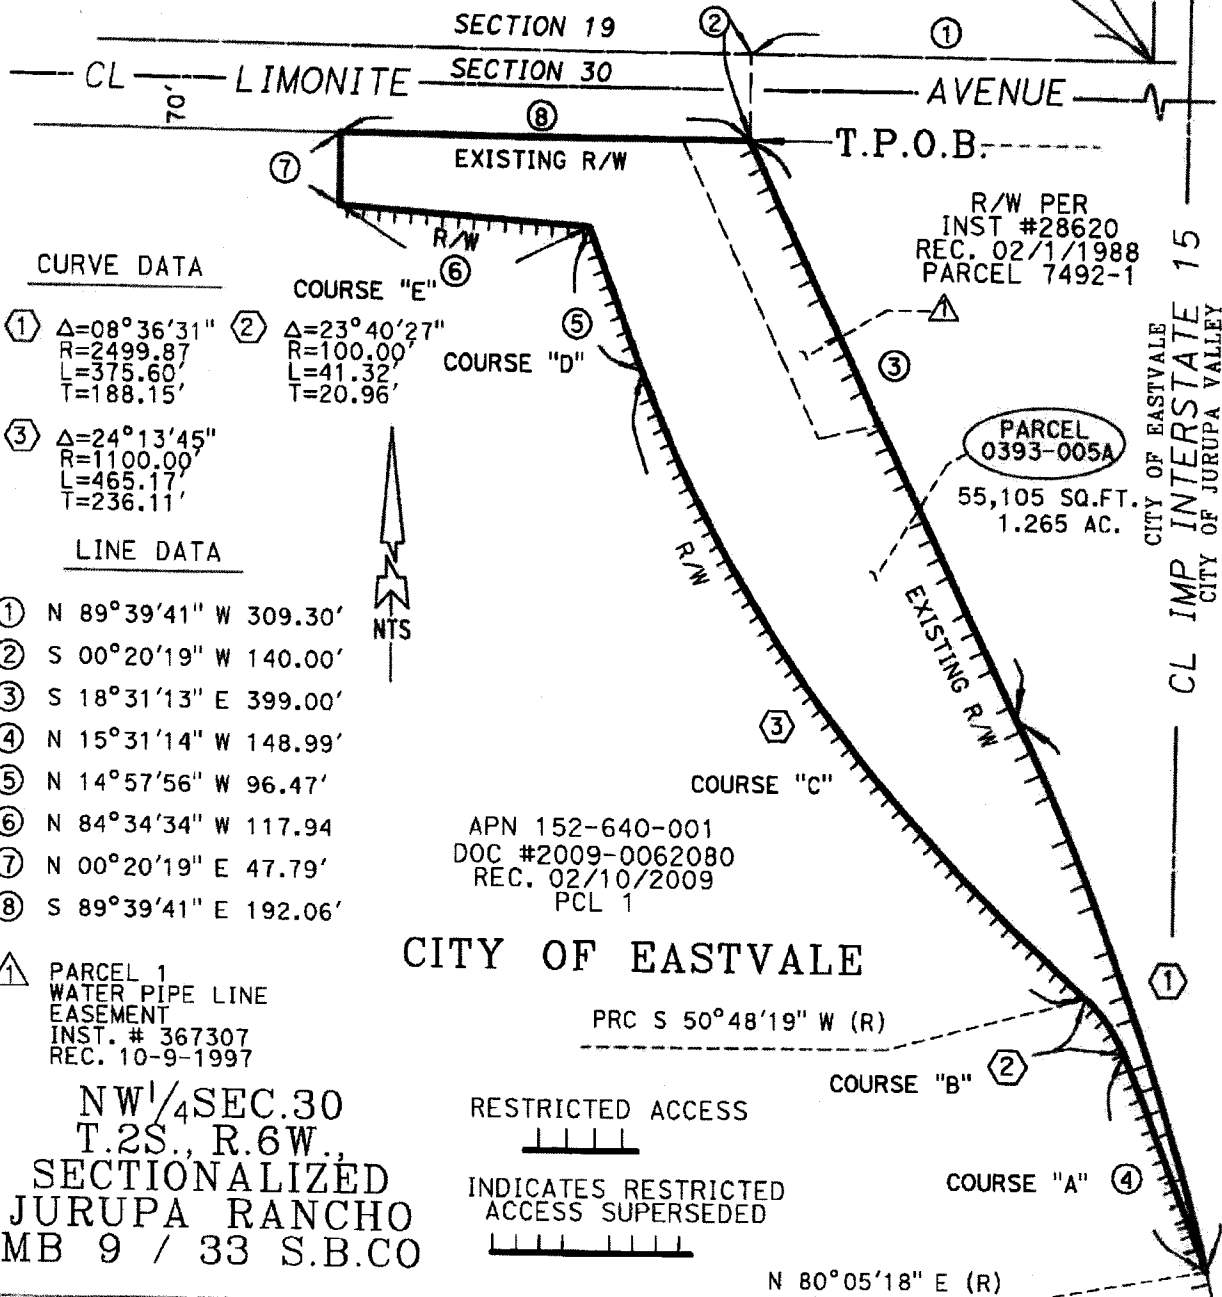 SECTION 19
② ①
CL LIMONITE SECTION 30 AVENUE
70'
⑧
T.P.O.B.
EXISTING R/W
⑦
R/W PER
INST #28620
REC. 02/1/1988
PARCEL 7492-1
R/W
⑥
COURSE "E"
⑤
COURSE "D"
1
③
CURVE DATA
1 Δ=08°36'31"
R=2499.87
L=375.60'
T=188.15'
2 Δ=23°40'27"
R=100.00'
L=41.32'
T=20.96'
3 Δ=24°13'45"
R=1100.00'
L=465.17'
T=236.11'
PARCEL
0393-005A
55,105 SQ.FT.
1.265 AC.
CITY OF EASTVALE
CL IMP INTERSTATE 15
CITY OF JURUPA VALLEY
N
NTS
R/W
EXISTING R/W
LINE DATA
① N 89°39'41" W 309.30'
② S 00°20'19" W 140.00'
③ S 18°31'13" E 399.00'
④ N 15°31'14" W 148.99'
⑤ N 14°57'56" W 96.47'
⑥ N 84°34'34" W 117.94
⑦ N 00°20'19" E 47.79'
⑧ S 89°39'41" E 192.06'
3
COURSE "C"
APN 152-640-001
DOC #2009-0062080
REC. 02/10/2009
PCL 1
CITY OF EASTVALE
1
1 PARCEL 1
WATER PIPE LINE
EASEMENT
INST. # 367307
REC. 10-9-1997
PRC S 50°48'19" W (R)
2
COURSE "B"
NW1/4SEC.30
T.2S., R.6W.,
SECTIONALIZED
JURUPA RANCHO
MB 9 / 33 S.B.CO
RESTRICTED ACCESS
INDICATES RESTRICTED
ACCESS SUPERSEDED
COURSE "A" ④
N 80°05'18" E (R)